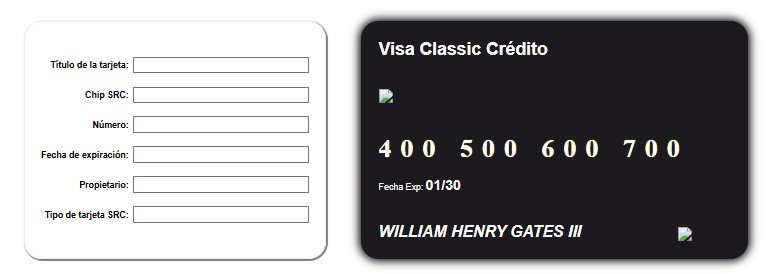 Título de la tarjeta:
Chip SRC:
Número:
Fecha de expiración:
Propietario:
Tipo de tarjeta SRC:
Visa Classic Crédito
400 500 600 700
Fecha Exp: 01/30
WILLIAM HENRY GATES III